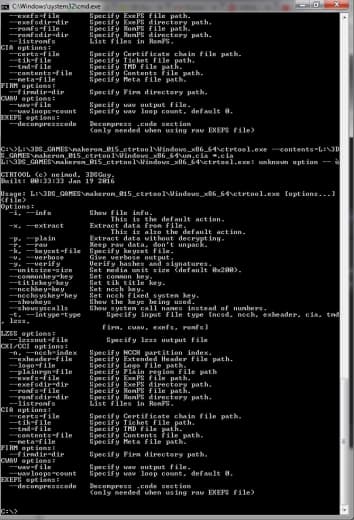 C:\Windows\system32\cmd.exe
--exefs-file Specify ExeFS file path.
--exefsdir-dir Specify ExeFS directory path.
--romfs-file Specify RomFS file path.
--romfsdir-dir Specify RomFS directory path.
--listromfs List files in RomFS.
CIA options:
--certs-file Specify Certificate chain file path.
--tik-file Specify Ticket file path.
--tmd-file Specify TMD file path.
--contents-file Specify Contents file path.
--meta-file Specify Meta file path.
FIRM options:
--firmdir-dir Specify Firm directory path.
CWAV options:
--wav-file Specify wav output file.
--wavloops-count Specify wav loop count, default 0.
EXEFS options:
--decompresscode Decompress .code section
(only needed when using raw EXEFS file)
C:\>L:\3DS_GAMES\makerom_015_ctrtool\Windows_x86_64\ctrtool.exe --contents=L:\3D
S_GAMES\makerom_015_ctrtool\Windows_x86_64\um.cia *.cia
L:\3DS_GAMES\makerom_015_ctrtool\Windows_x86_64\ctrtool.exe: unknown option --
CTRTOOL (c) neimod, 3DSGuy.
Built: 00:33:33 Jan 19 2016
Usage: L:\3DS_GAMES\makerom_015_ctrtool\Windows_x86_64\ctrtool.exe [options...]
<file>
Options:
-i, --info Show file info.
This is the default action.
-x, --extract Extract data from file.
This is also the default action.
-p, --plain Extract data without decrypting.
-r, --raw Keep raw data, don't unpack.
-k, --keyset=file Specify keyset file.
-v, --verbose Give verbose output.
-y, --verify Verify hashes and signatures.
--unitsize=size Set media unit size (default 0x200).
--commonkey=key Set common key.
--titlekey=key Set tik title key.
--ncchkey=key Set ncch key.
--ncchsyskey=key Set ncch fixed system key.
--showkeys Show the keys being used.
--showsyscalls Show system call names instead of numbers.
-t, --intype=type Specify input file type [ncsd, ncch, exheader, cia, tmd
, lzss,
firm, cwav, exefs, romfs]
LZSS options:
--lzssout=file Specify lzss output file
CXI/CCI options:
-n, --ncch=index Specify NCCH partition index.
--exheader=file Specify Extended Header file path.
--logo=file Specify Logo file path.
--plainrgn=file Specify Plain region file path
--exefs=file Specify ExeFS file path.
--exefsdir=dir Specify ExeFS directory path.
--romfs=file Specify RomFS file path.
--romfsdir=dir Specify RomFS directory path.
--listromfs List files in RomFS.
CIA options:
--certs=file Specify Certificate chain file path.
--tik=file Specify Ticket file path.
--tmd=file Specify TMD file path.
--contents=file Specify Contents file path.
--meta=file Specify Meta file path.
FIRM options:
--firmdir=dir Specify Firm directory path.
CWAV options:
--wav=file Specify wav output file.
--wavloops=count Specify wav loop count, default 0.
EXEFS options:
--decompresscode Decompress .code section
(only needed when using raw EXEFS file)
C:\>